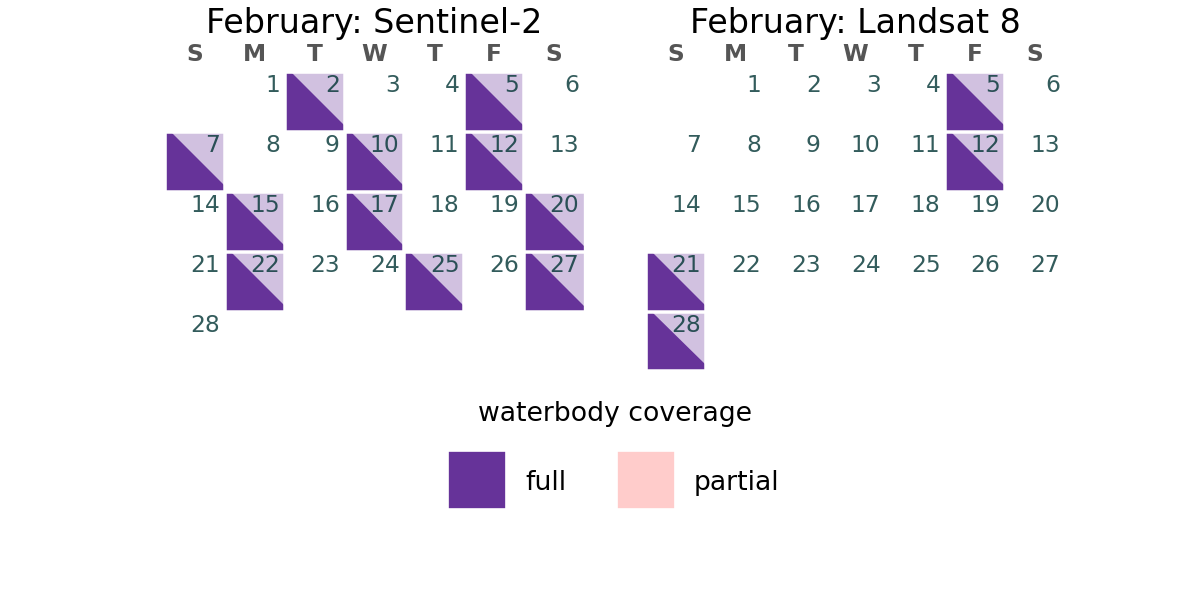 February: Sentinel-2
S M T W T F S
1 2 3 4 5 6
7 8 9 10 11 12 13
14 15 16 17 18 19 20
21 22 23 24 25 26 27
28
February: Landsat 8
S M T W T F S
1 2 3 4 5 6
7 8 9 10 11 12 13
14 15 16 17 18 19 20
21 22 23 24 25 26 27
28
waterbody coverage
full partial